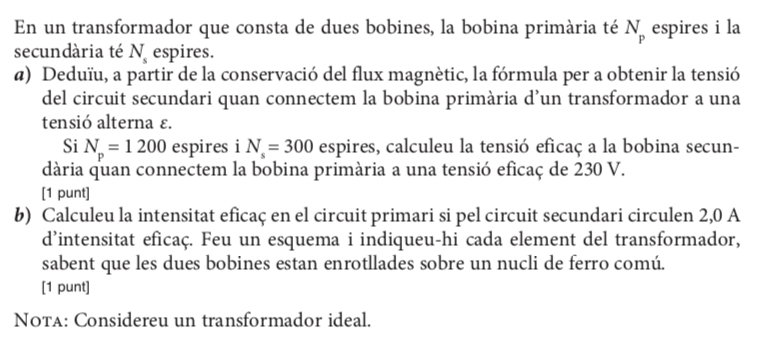 En un transformador que consta de dues bobines, la bobina primària té Np espires i la
secundària té Ns espires.
a) Deduïu, a partir de la conservació del flux magnètic, la fórmula per a obtenir la tensió
del circuit secundari quan connectem la bobina primària d'un transformador a una
tensió alterna ε.
Si Np = 1 200 espires i Ns = 300 espires, calculeu la tensió eficaç a la bobina secun-
dària quan connectem la bobina primària a una tensió eficaç de 230 V.
[1 punt]
b) Calculeu la intensitat eficaç en el circuit primari si pel circuit secundari circulen 2,0 A
d'intensitat eficaç. Feu un esquema i indiqueu-hi cada element del transformador,
sabent que les dues bobines estan enrotllades sobre un nucli de ferro comú.
[1 punt]
NOTA: Considereu un transformador ideal.